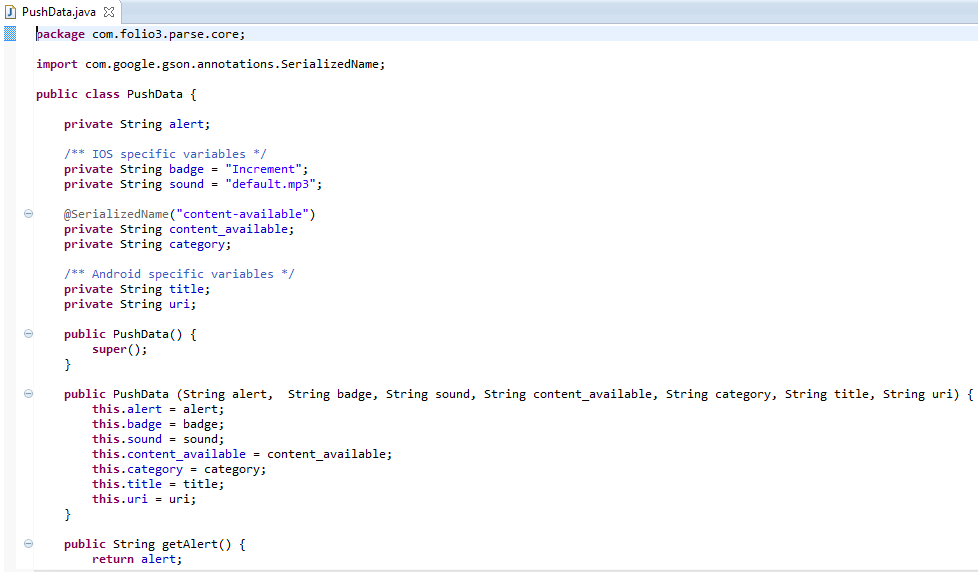 PushData.java
package com.folio3.parse.core;
import com.google.gson.annotations.SerializedName;
public class PushData {
private String alert;
/** IOS specific variables */
private String badge = "Increment";
private String sound = "default.mp3";
@SerializedName("content-available")
private String content_available;
private String category;
/** Android specific variables */
private String title;
private String uri;
public PushData() {
super();
}
public PushData (String alert,  String badge, String sound, String content_available, String category, String title, String uri) {
this.alert = alert;
this.badge = badge;
this.sound = sound;
this.content_available = content_available;
this.category = category;
this.title = title;
this.uri = uri;
}
public String getAlert() {
return alert;